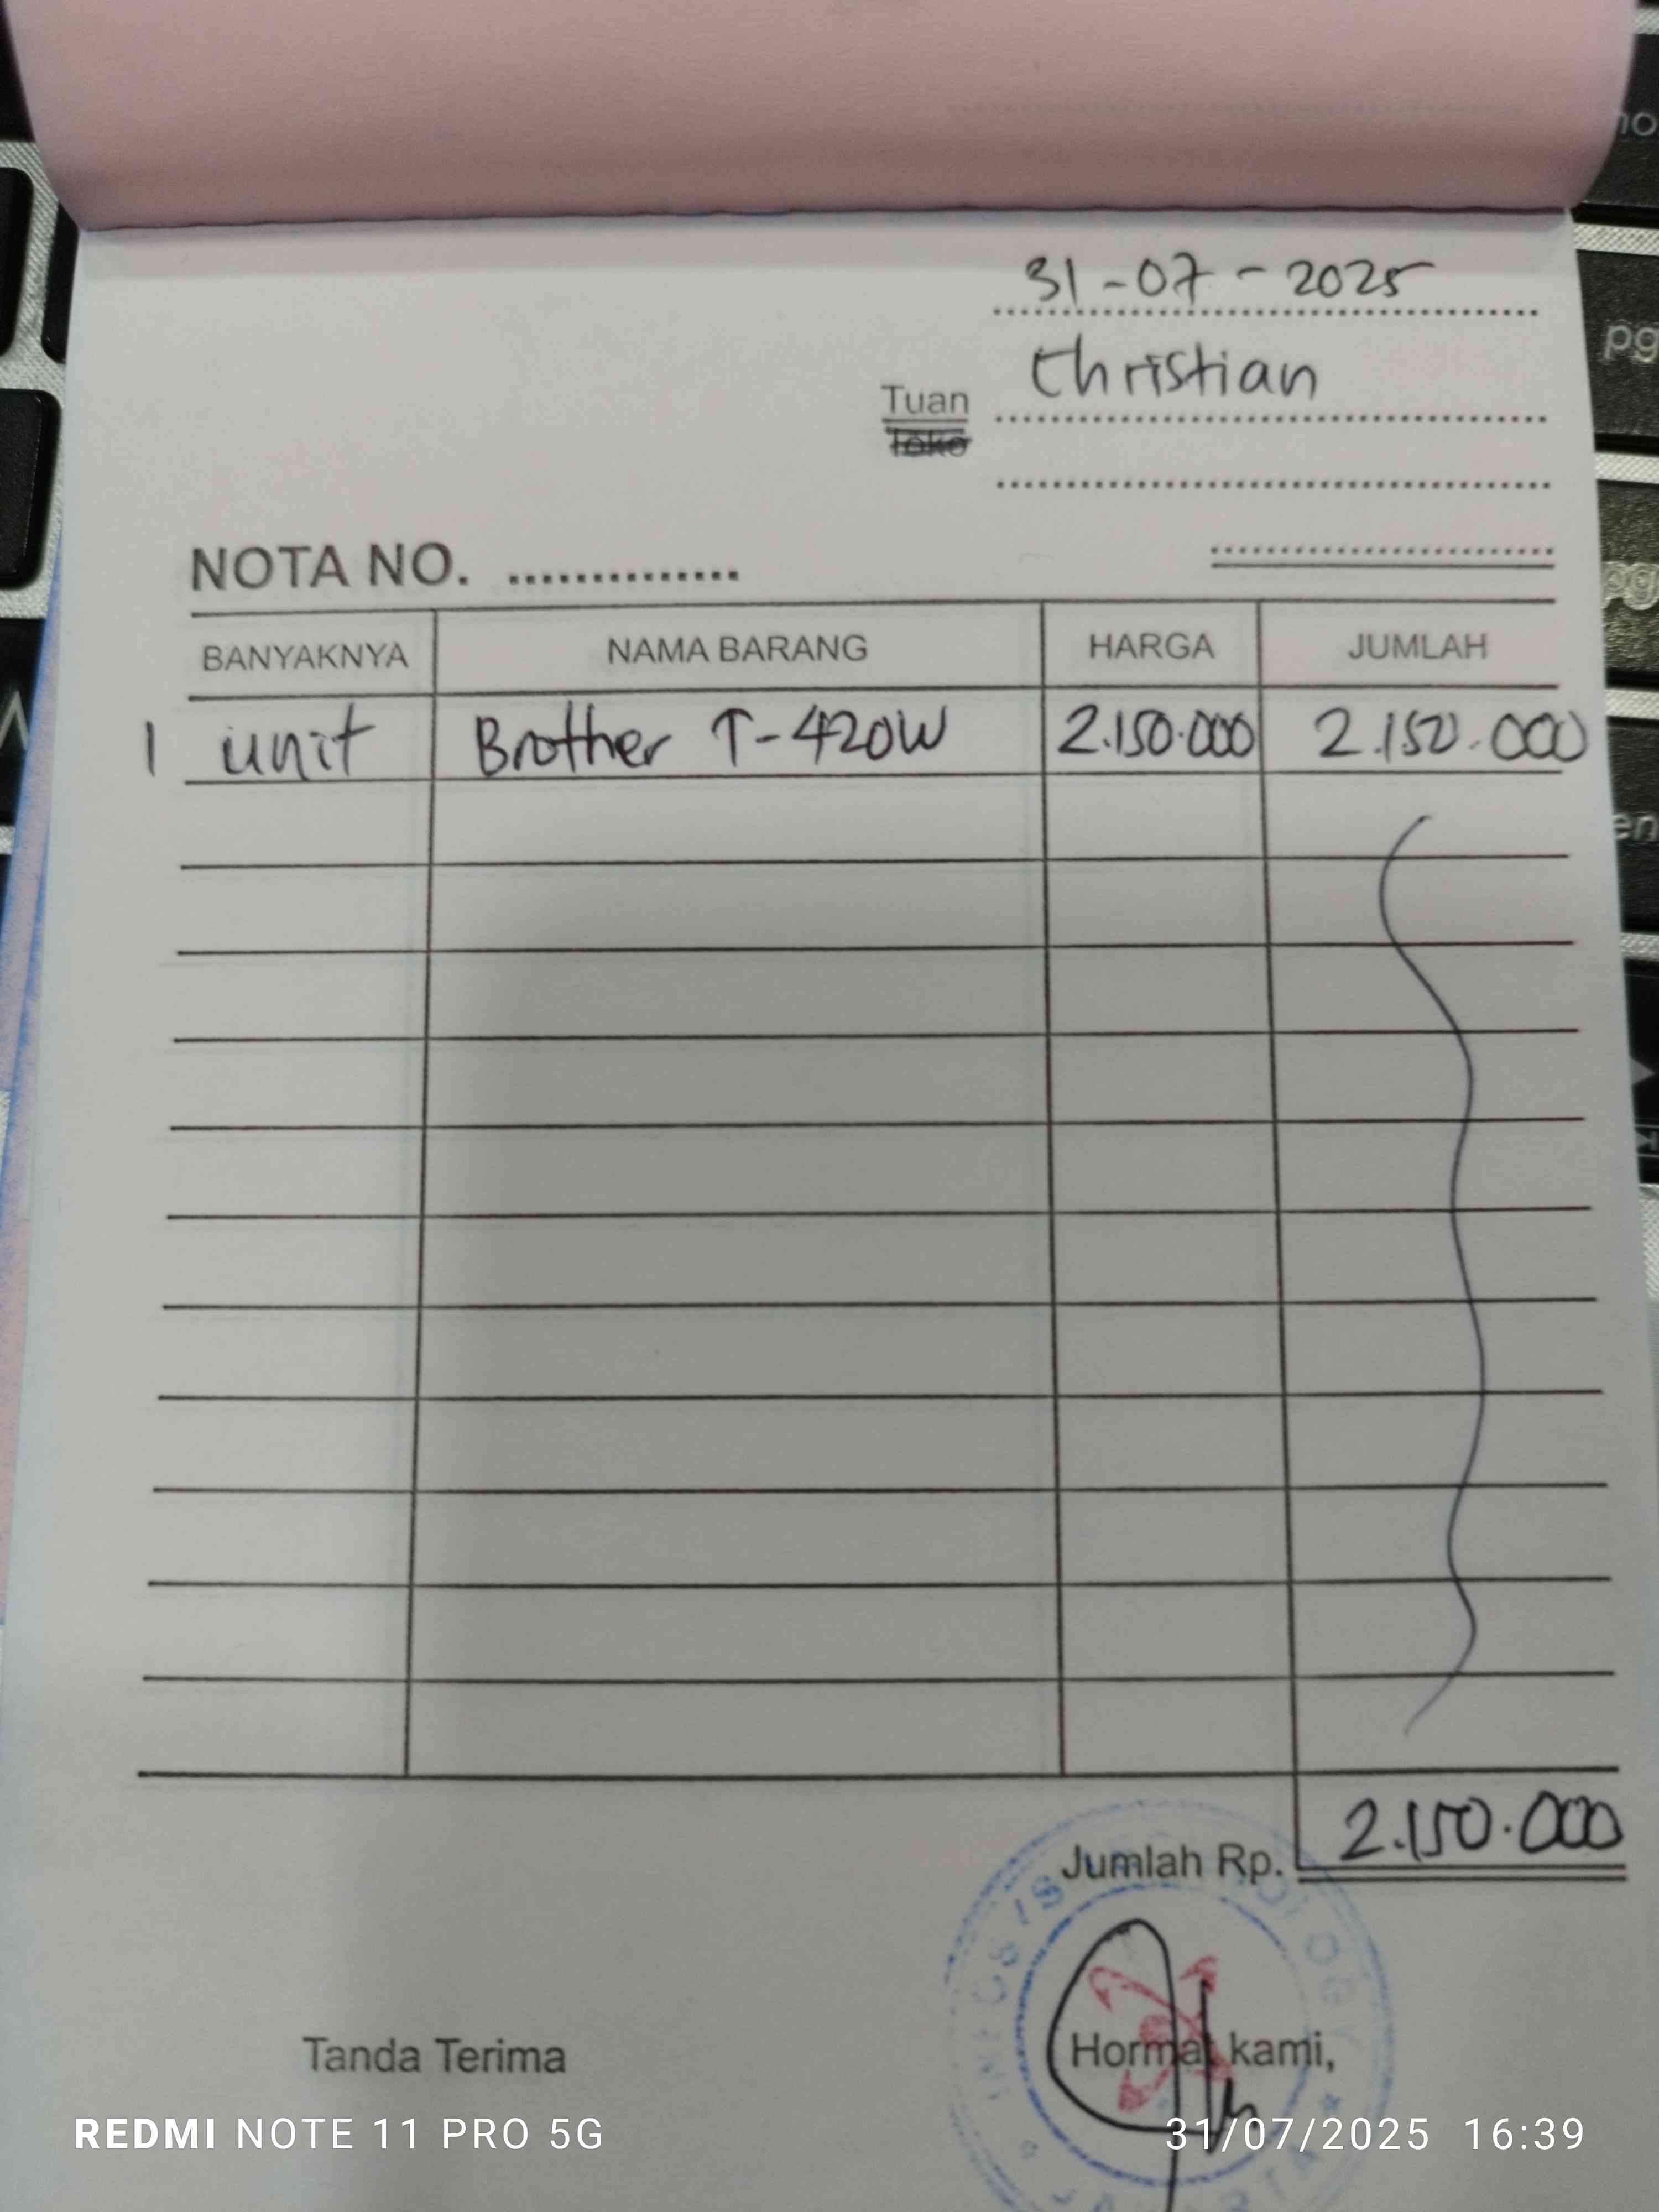 31-07-2025
Tuan Christian
Toko
NOTA NO. ..............
BANYAKNYA NAMA BARANG HARGA JUMLAH
1 unit Brother T-420W 2.150.000 2.150.000
Jumlah Rp. 2.150.000
Tanda Terima Hormat kami,
REDMI NOTE 11 PRO 5G 31/07/2025 16:39